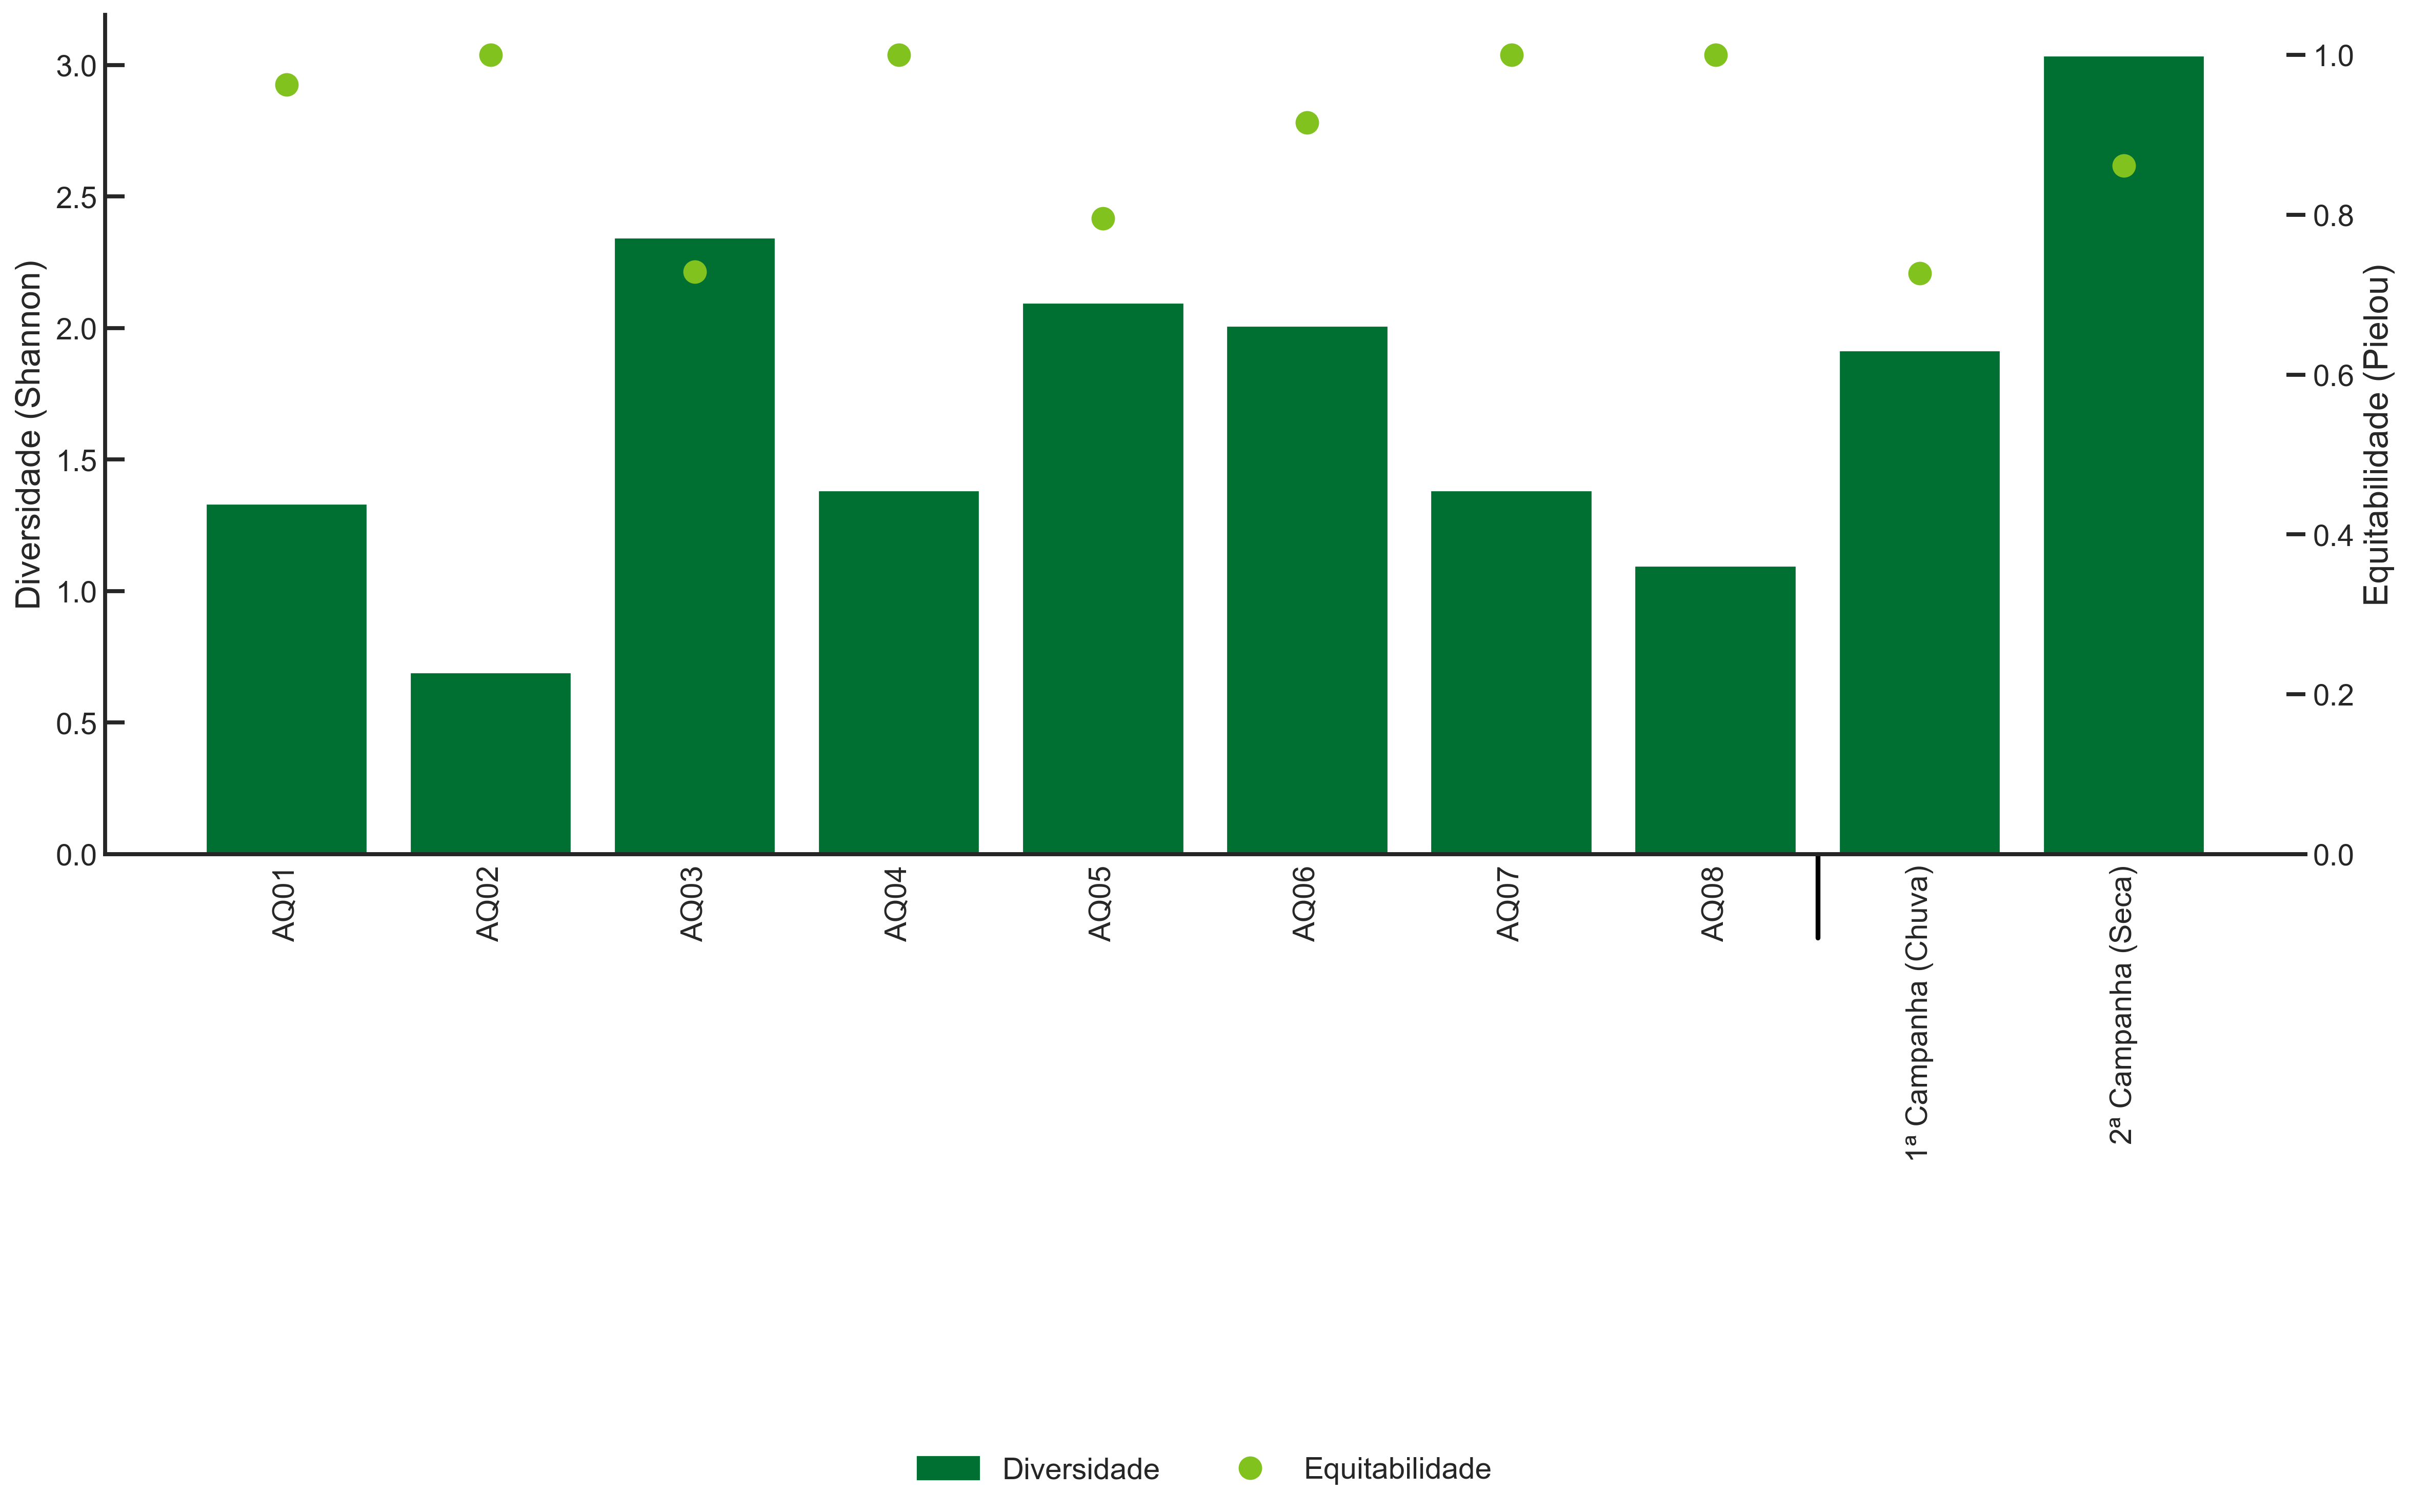 Diversidade (Shannon)
3.0
2.5
2.0
1.5
1.0
0.5
0.0
1.0
0.8
0.6
0.4
0.2
0.0
Equitabilidade (Pielou)
AQ01
AQ02
AQ03
AQ04
AQ05
AQ06
AQ07
AQ08
1ª Campanha (Chuva)
2ª Campanha (Seca)
Diversidade
Equitabilidade